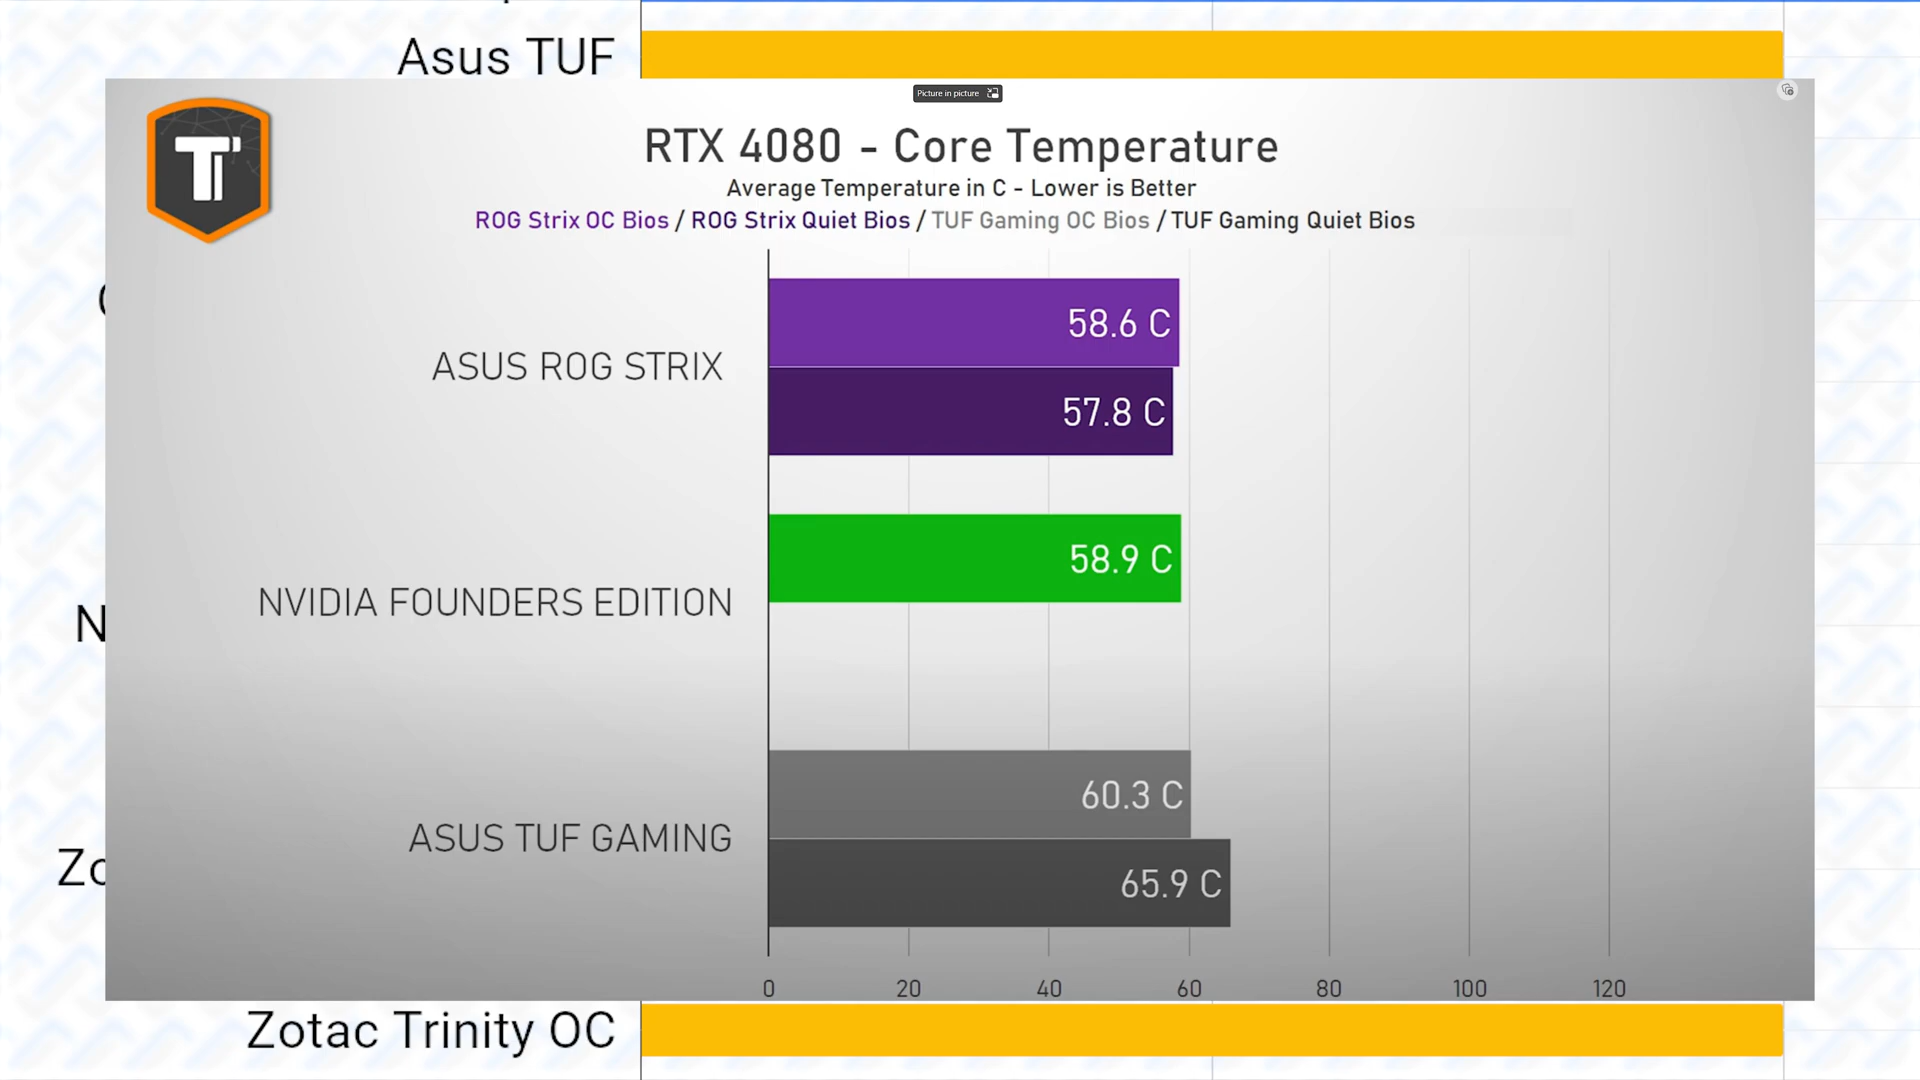 Asus TUF
Picture in picture
RTX 4080 - Core Temperature
Average Temperature in C - Lower is Better
ROG Strix OC Bios / ROG Strix Quiet Bios / TUF Gaming OC Bios / TUF Gaming Quiet Bios
58.6 C
ASUS ROG STRIX
57.8 C
58.9 C
NVIDIA FOUNDERS EDITION
60.3 C
ASUS TUF GAMING
65.9 C
0 20 40 60 80 100 120
Zotac Trinity OC